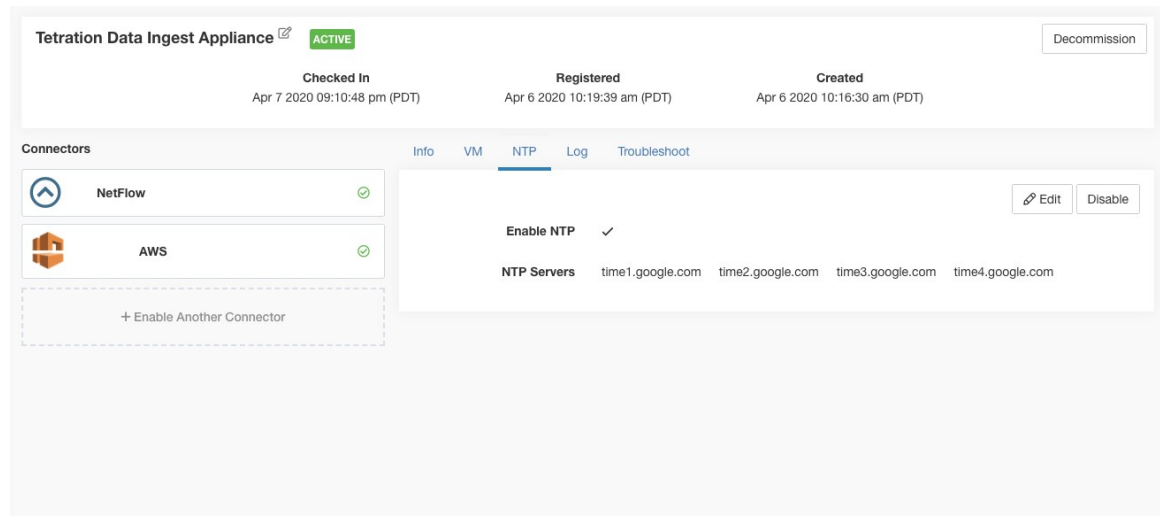 Tetration Data Ingest Appliance ACTIVE Decommission
Checked In Registered Created
Apr 7 2020 09:10:48 pm (PDT) Apr 6 2020 10:19:39 am (PDT) Apr 6 2020 10:16:30 am (PDT)
Connectors
NetFlow
AWS
+ Enable Another Connector
Info VM NTP Log Troubleshoot
Edit Disable
Enable NTP ✓
NTP Servers time1.google.com time2.google.com time3.google.com time4.google.com